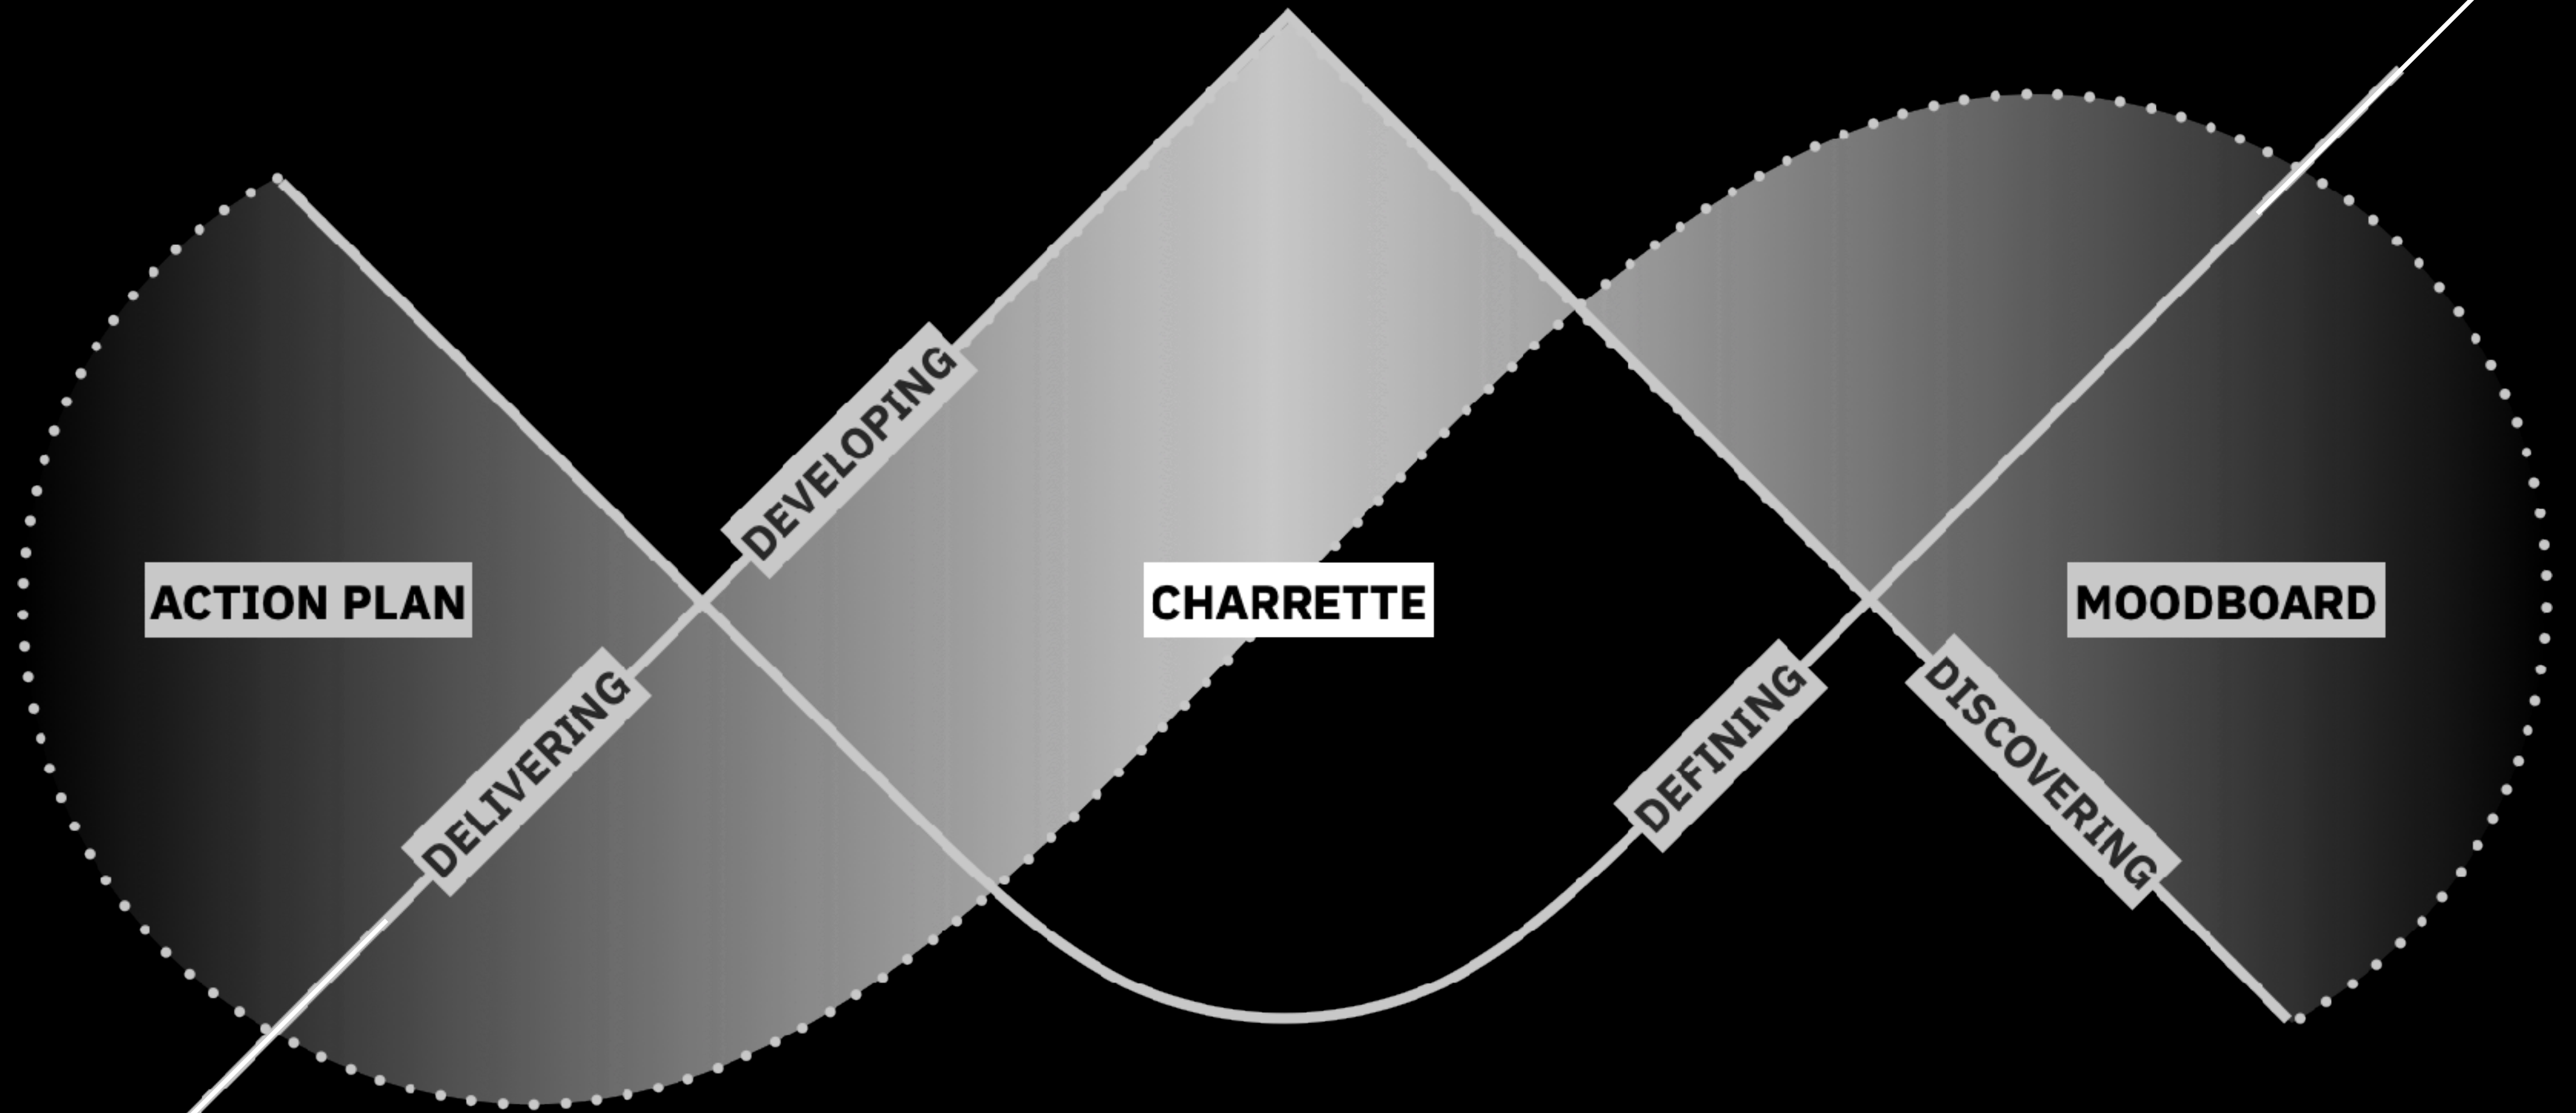 DEVELOPING
ACTION PLAN
CHARRETTE
MOODBOARD
DELIVERING
DEFINING
DISCOVERING